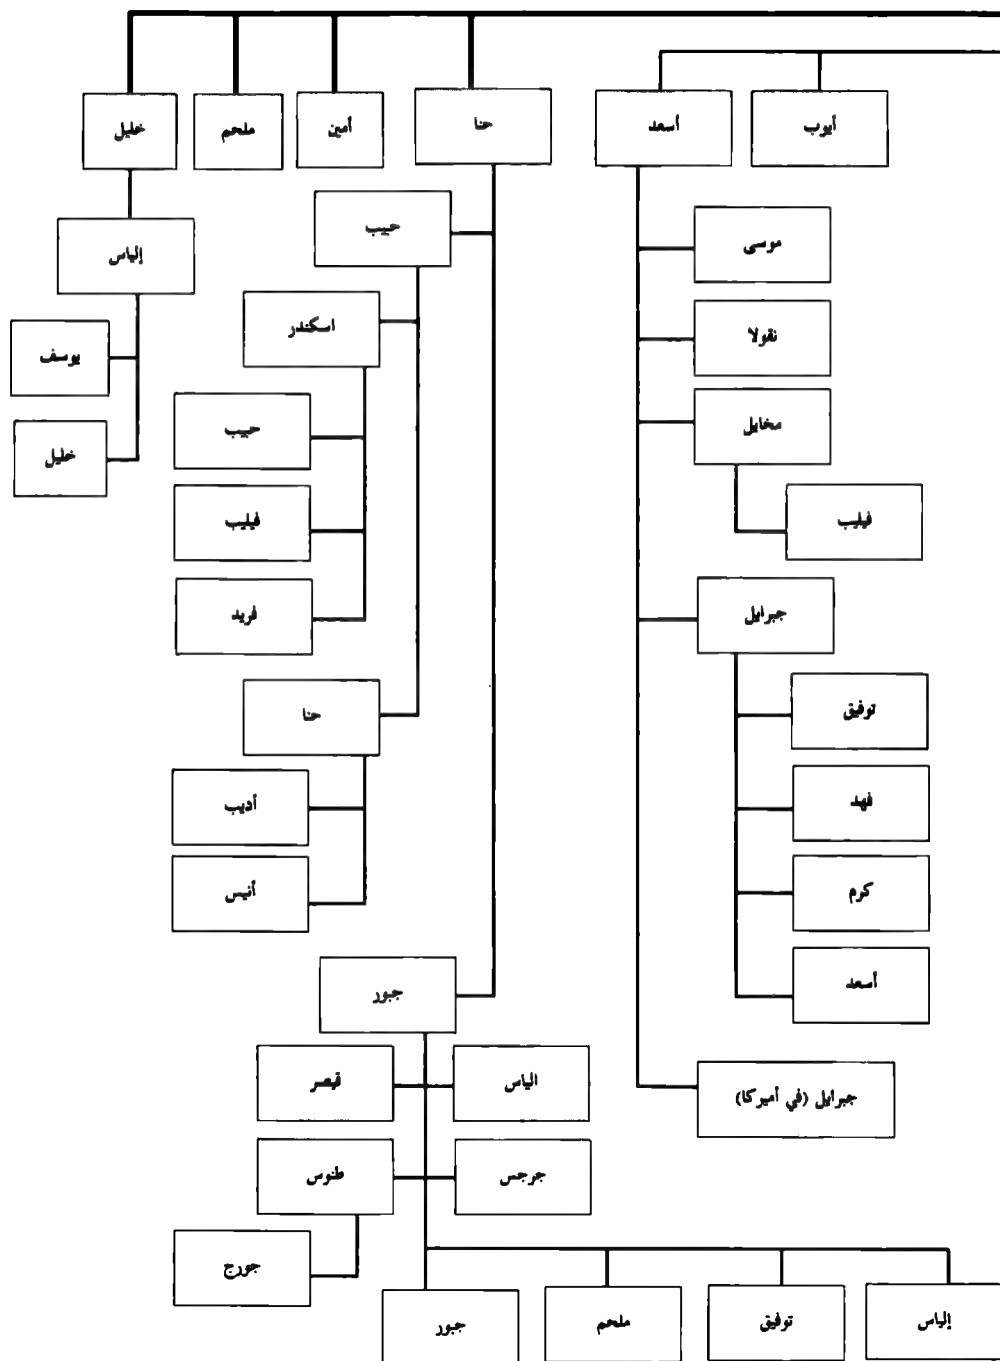 أيوب
أسعد
حنا
أمين
ملحم
خليل
موسى
نقولا
مخايل
فيليب
جبرايل
توفيق
فهد
كرم
أسعد
جبرايل (في أميركا)
حبيب
اسكندر
حبيب
فيليب
فريد
حنا
أديب
أنيس
جبور
الياس
قيصر
جرجس
طنوس
جورج
إلياس
توفيق
ملحم
جبور
إلياس
يوسف
خليل